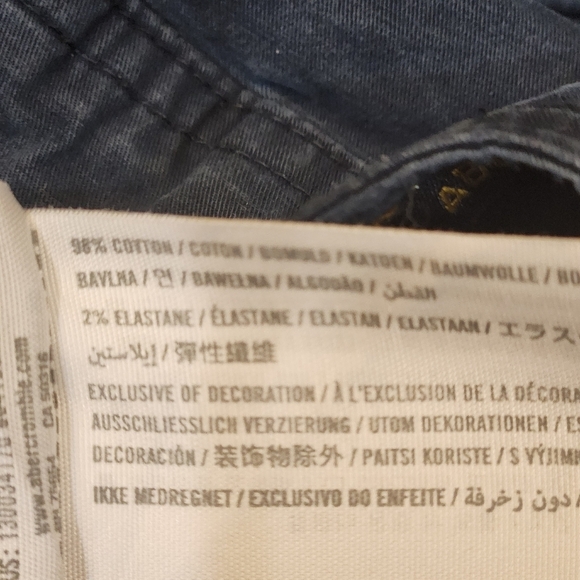 98% COTTON / COTON / BOMULD / KATOEN / BAUMWOLLE /
BAVLNA / 면 / BAWEŁNA / ALGODÃO / القطن
2% ELASTANE / ÉLASTANE / ELASTAN / ELASTAAN / エラス
إيلاستين / 彈性纖維
EXCLUSIVE OF DECORATION / À L'EXCLUSION DE LA DÉCORA
AUSSCHLIESSLICH VERZIERUNG / UTOM DEKORATIONEN / ES
DECORACIÓN / 装饰物除外 / PAITSI KORISTE / S VÝJIMK
IKKE MEDREGNET / EXCLUSIVO DO ENFEITE / دون زخرفة /
www.abercrombie.com